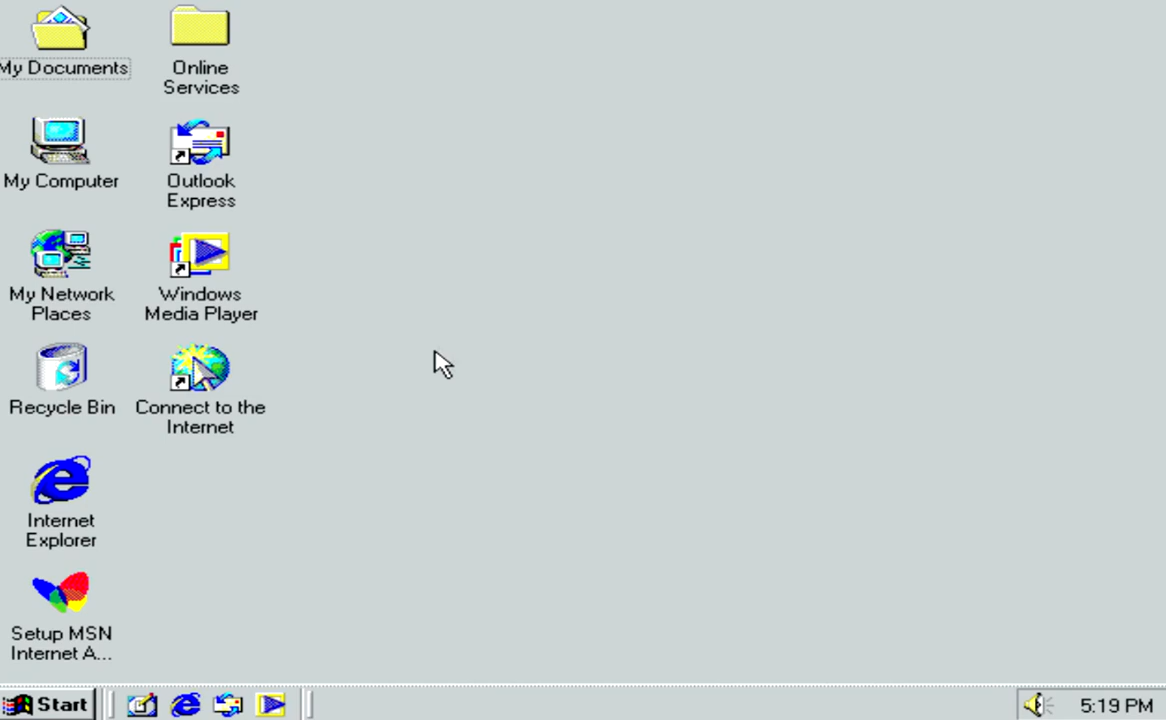 My Documents
Online
Services
My Computer
Outlook
Express
My Network
Places
Windows
Media Player
Recycle Bin
Connect to the
Internet
Internet
Explorer
Setup MSN
Internet A...
Start
5:19 PM